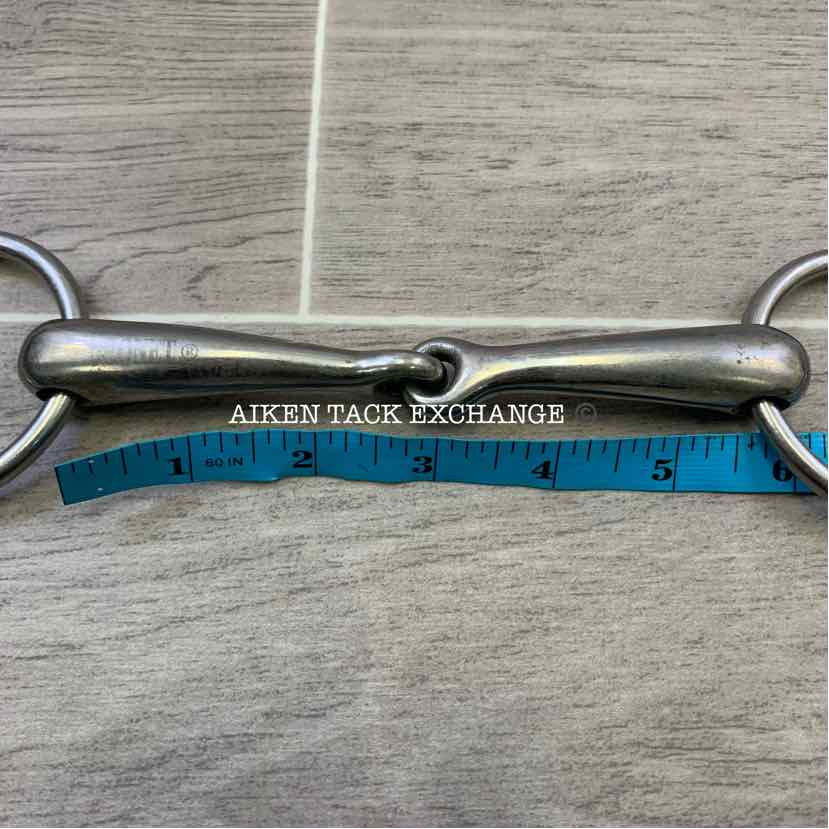 ®
AIKEN TACK EXCHANGE ©
1 60 IN 2 3 4 5 6